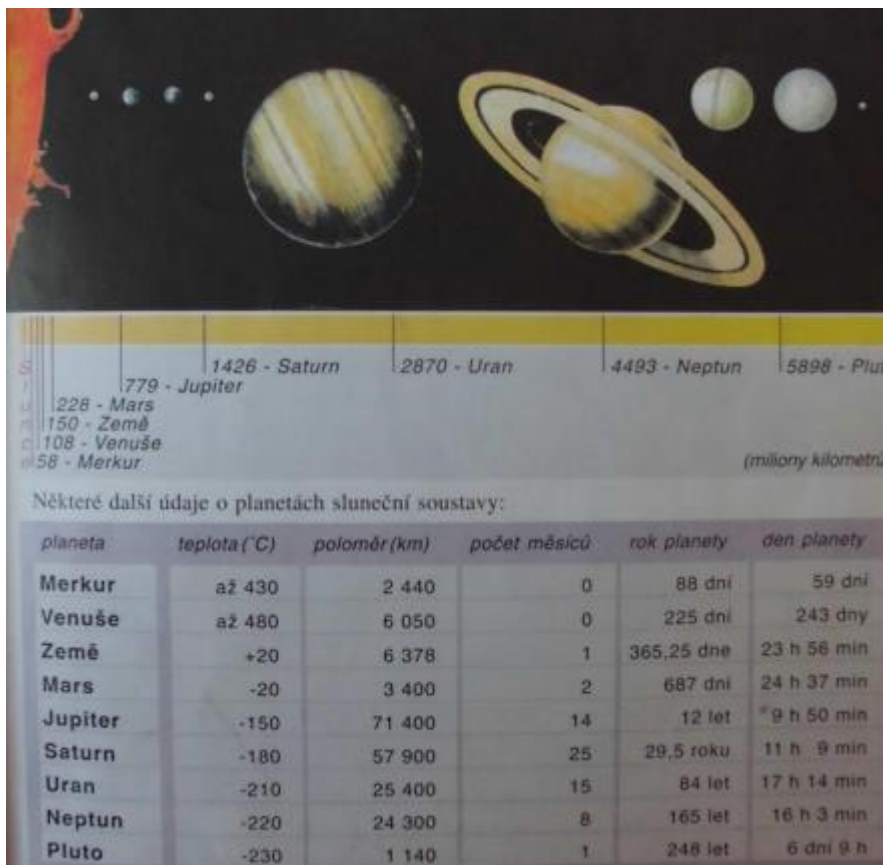 1426 - Saturn 2870 - Uran 4493 - Neptun 5898 -
779 - Jupiter
228 - Mars
150 - Země
108 - Venuše
58 - Merkur (miliony
Některé další údaje o planetách sluneční soustavy:
planeta teplota (°C) poloměr (km) počet měsíců rok planety den planety
Merkur až 430 2 440 0 88 dní 59 dní
Venuše až 480 6 050 0 225 dní 243 dny
Země +20 6 378 1 365,25 dne 23 h 56 min
Mars -20 3 400 2 687 dní 24 h 37 min
Jupiter -150 71 400 14 12 let 9 h 50 min
Saturn -180 57 900 25 29,5 roku 11 h 9 min
Uran -210 25 400 15 84 let 17 h 14 min
Neptun -220 24 300 8 165 let 16 h 3 min
Pluto -230 1 140 1 248 let 6 dní 9 h